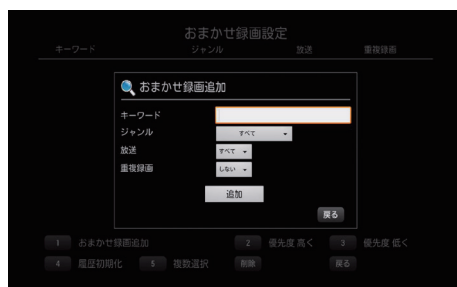 おまかせ録画設定
キーワード ジャンル 放送 重複録画
おまかせ録画追加
キーワード
ジャンル すべて
放送 すべて
重複録画 しない
追加
戻る
1 おまかせ録画追加 2 優先度 高く 3 優先度 低く
4 履歴初期化 5 複数選択 削除 戻る